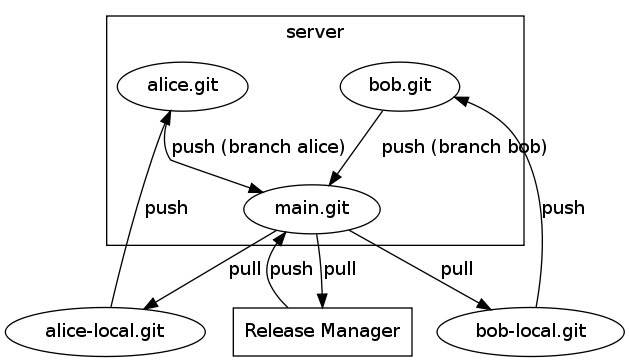 server
alice.git
bob.git
push (branch alice)
push (branch bob)
main.git
push
push
pull
push
pull
pull
alice-local.git
Release Manager
bob-local.git